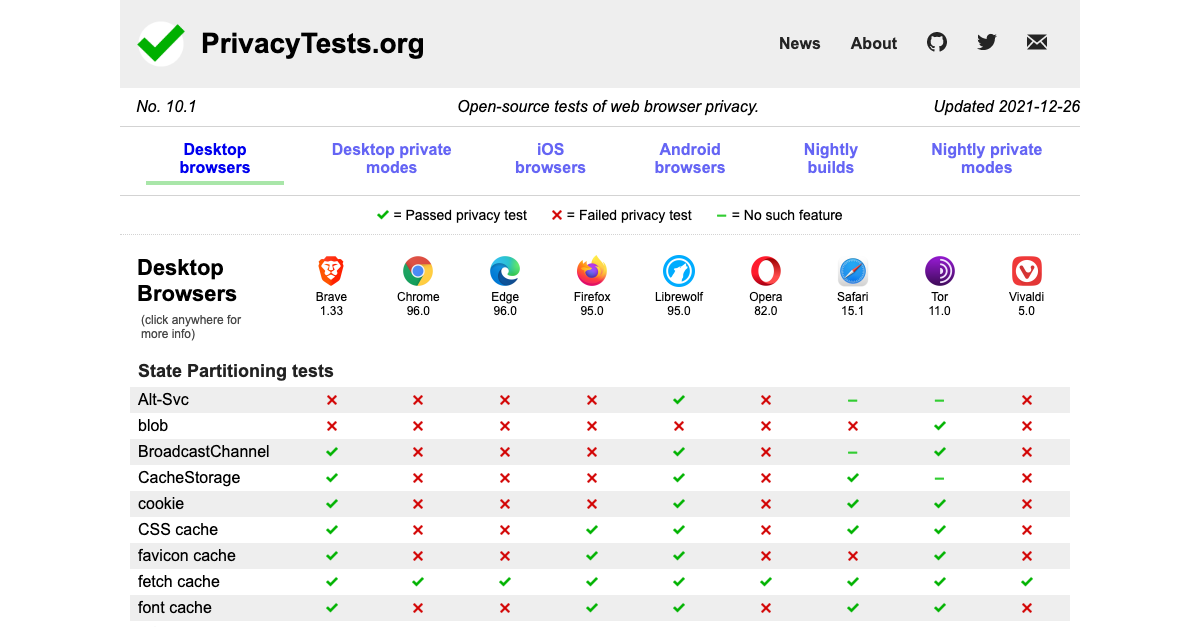 PrivacyTests.org
News About
No. 10.1 Open-source tests of web browser privacy. Updated 2021-12-26
Desktop browsers
Desktop private modes
iOS browsers
Android browsers
Nightly builds
Nightly private modes
= Passed privacy test = Failed privacy test = No such feature
Desktop
Browsers
(click anywhere for
more info)
Brave Chrome Edge Firefox Librewolf Opera Safari Tor Vivaldi
1.33 96.0 96.0 95.0 95.0 82.0 15.1 11.0 5.0
State Partitioning tests
Alt-Svc
blob
BroadcastChannel
CacheStorage
cookie
CSS cache
favicon cache
fetch cache
font cache